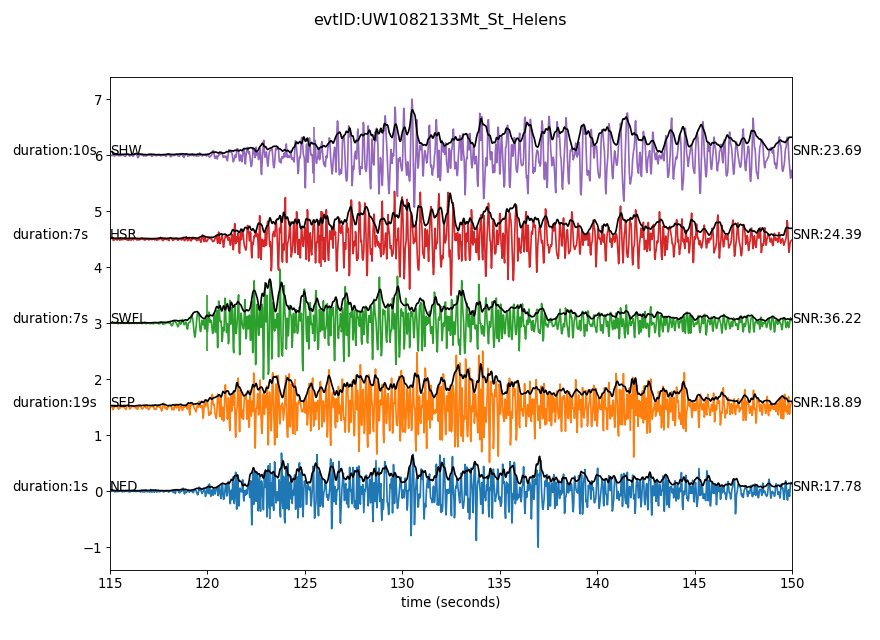 evtID:UW1082133Mt_St_Helens
7
duration:10s 6 SHW SNR:23.69
5
duration:7s HSR SNR:24.39
4
duration:7s 3 SWFL SNR:36.22
2
duration:19s SEP SNR:18.89
1
duration:1s 0 NED SNR:17.78
−1
115 120 125 130 135 140 145 150
time (seconds)